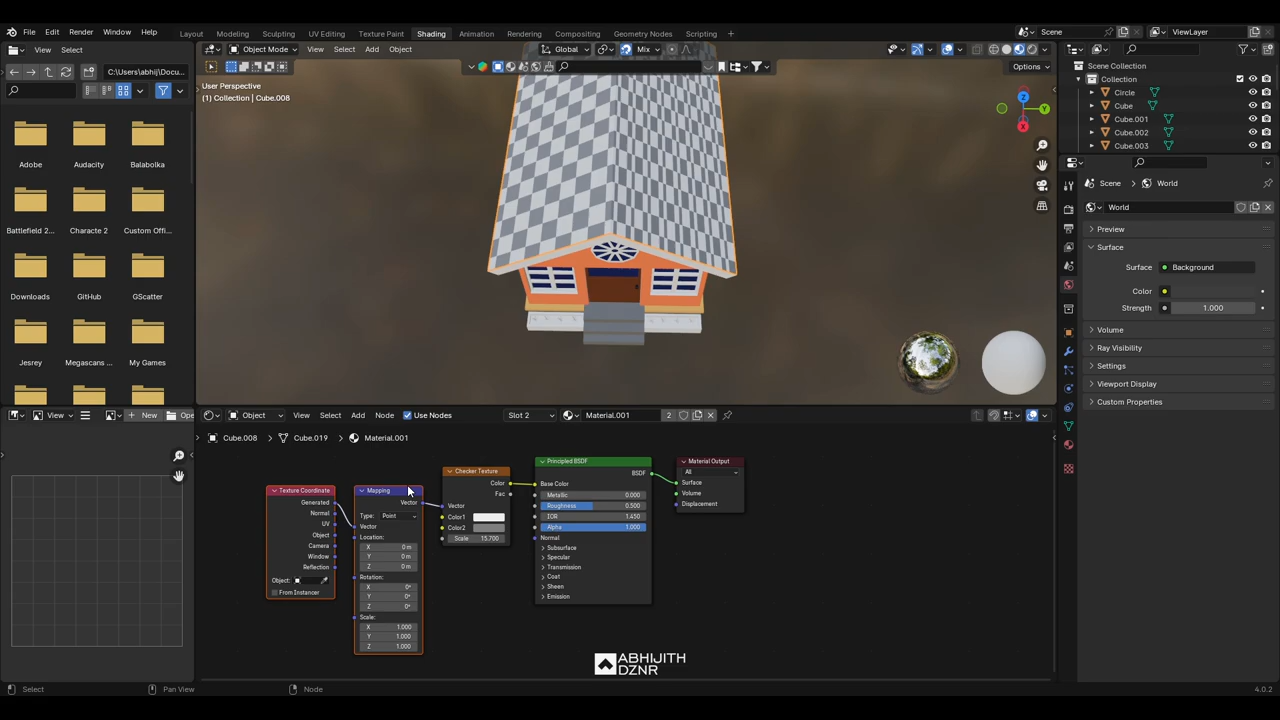 File Edit Render Window Help Layout Modeling Sculpting UV Editing Texture Paint Shading Animation Rendering Compositing Geometry Nodes Scripting + Scene ViewLayer
View Select Object Mode View Select Add Object Global Mix
C:\Users\abhij\Docu... Options
User Perspective
(1) Collection | Cube.008
Adobe Audacity Balabolka
Battlefield 2... Characte 2 Custom Offi...
Downloads GitHub GScatter
Jesrey Megascans ... My Games
Z
Y
X
Scene Collection
Collection
Circle
Cube
Cube.001
Cube.002
Cube.003
Scene > World
World
Preview
Surface
Surface Background
Color
Strength 1.000
Volume
Ray Visibility
Settings
Viewport Display
Custom Properties
View + New Ope
Object View Select Add Node Use Nodes Slot 2 Material.001 2
Cube.008 > Cube.019 > Material.001
Texture Coordinate
Generated
Normal
UV
Object
Camera
Window
Reflection
Object:
From Instancer
Mapping
Vector
Type: Point
Vector
Location:
X 0 m
Y 0 m
Z 0 m
Rotation:
X 0°
Y 0°
Z 0°
Scale:
X 1.000
Y 1.000
Z 1.000
Checker Texture
Color
Fac
Vector
Color1
Color2
Scale 15.700
Principled BSDF
BSDF
Base Color
Metallic 0.000
Roughness 0.500
IOR 1.450
Alpha 1.000
Normal
Subsurface
Specular
Transmission
Coat
Sheen
Emission
Material Output
All
Surface
Volume
Displacement
ABHIJITH
DZNR
Select Pan View Node 4.0.2